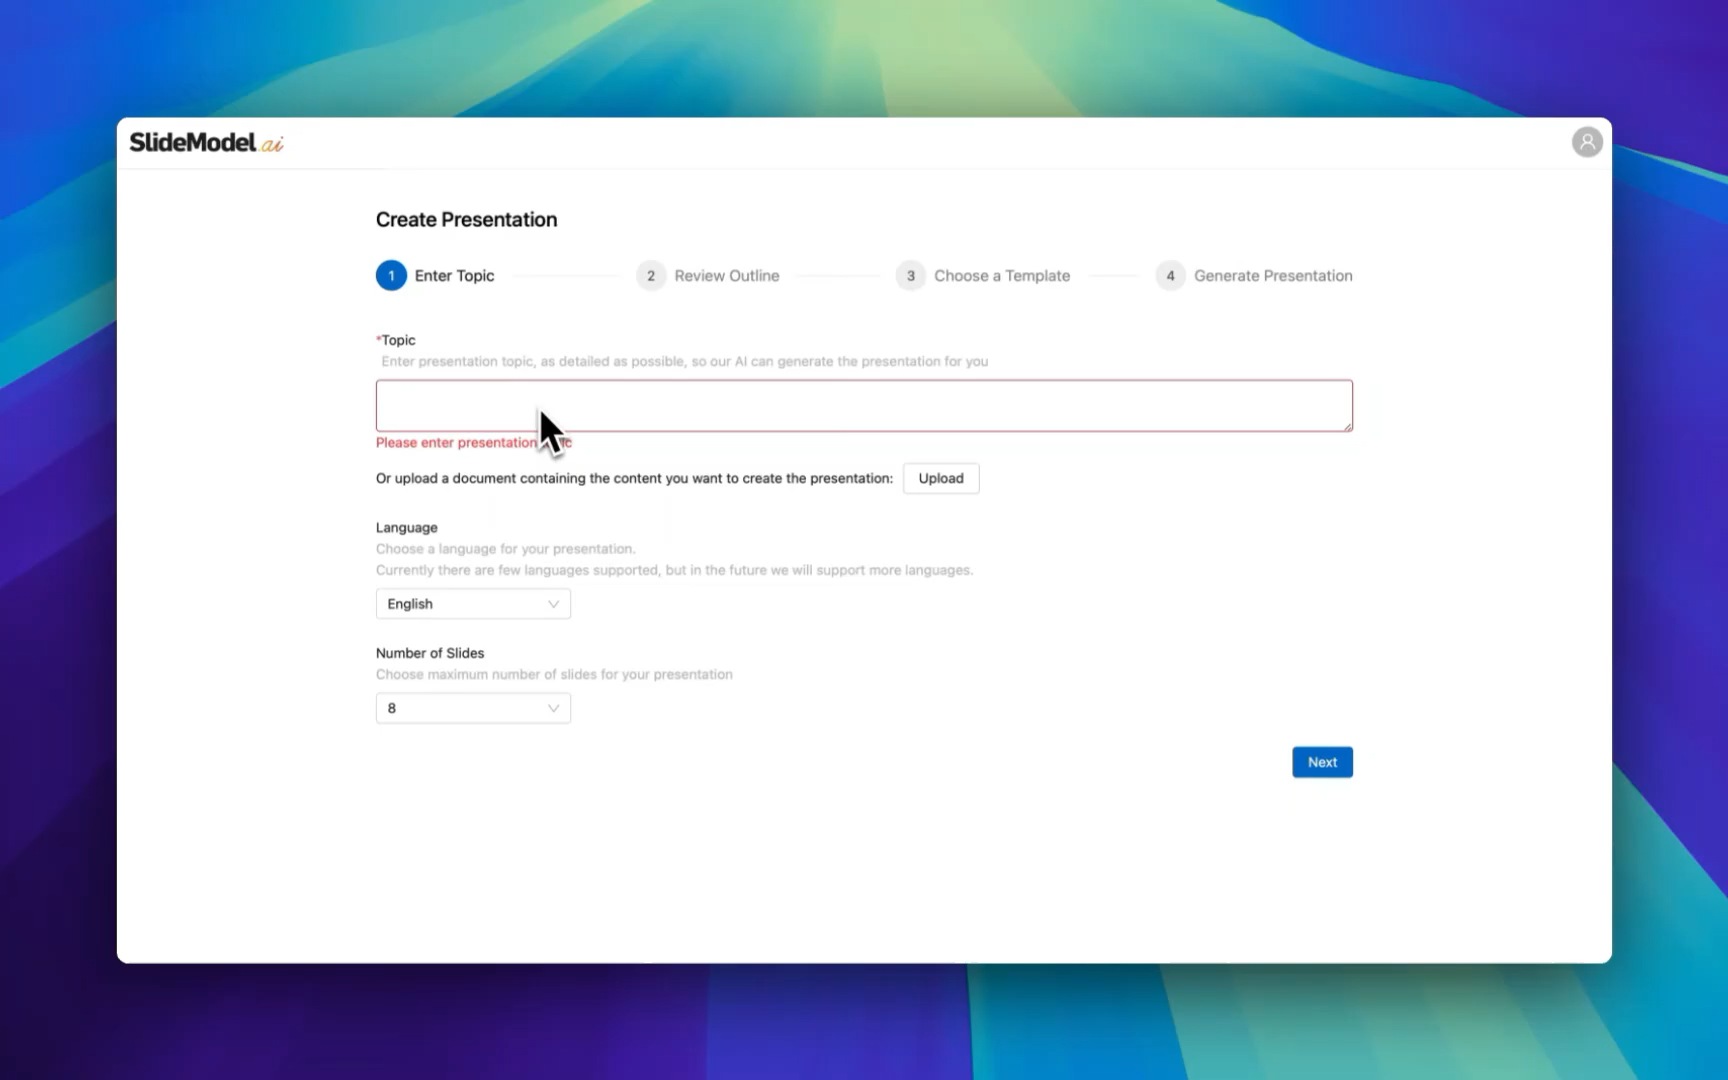 SlideModel.ai
Create Presentation
1 Enter Topic
2 Review Outline
3 Choose a Template
4 Generate Presentation
*Topic
Enter presentation topic, as detailed as possible, so our AI can generate the presentation for you
Please enter presentation
Or upload a document containing the content you want to create the presentation: Upload
Language
Choose a language for your presentation.
Currently there are few languages supported, but in the future we will support more languages.
English
Number of Slides
Choose maximum number of slides for your presentation
8
Next